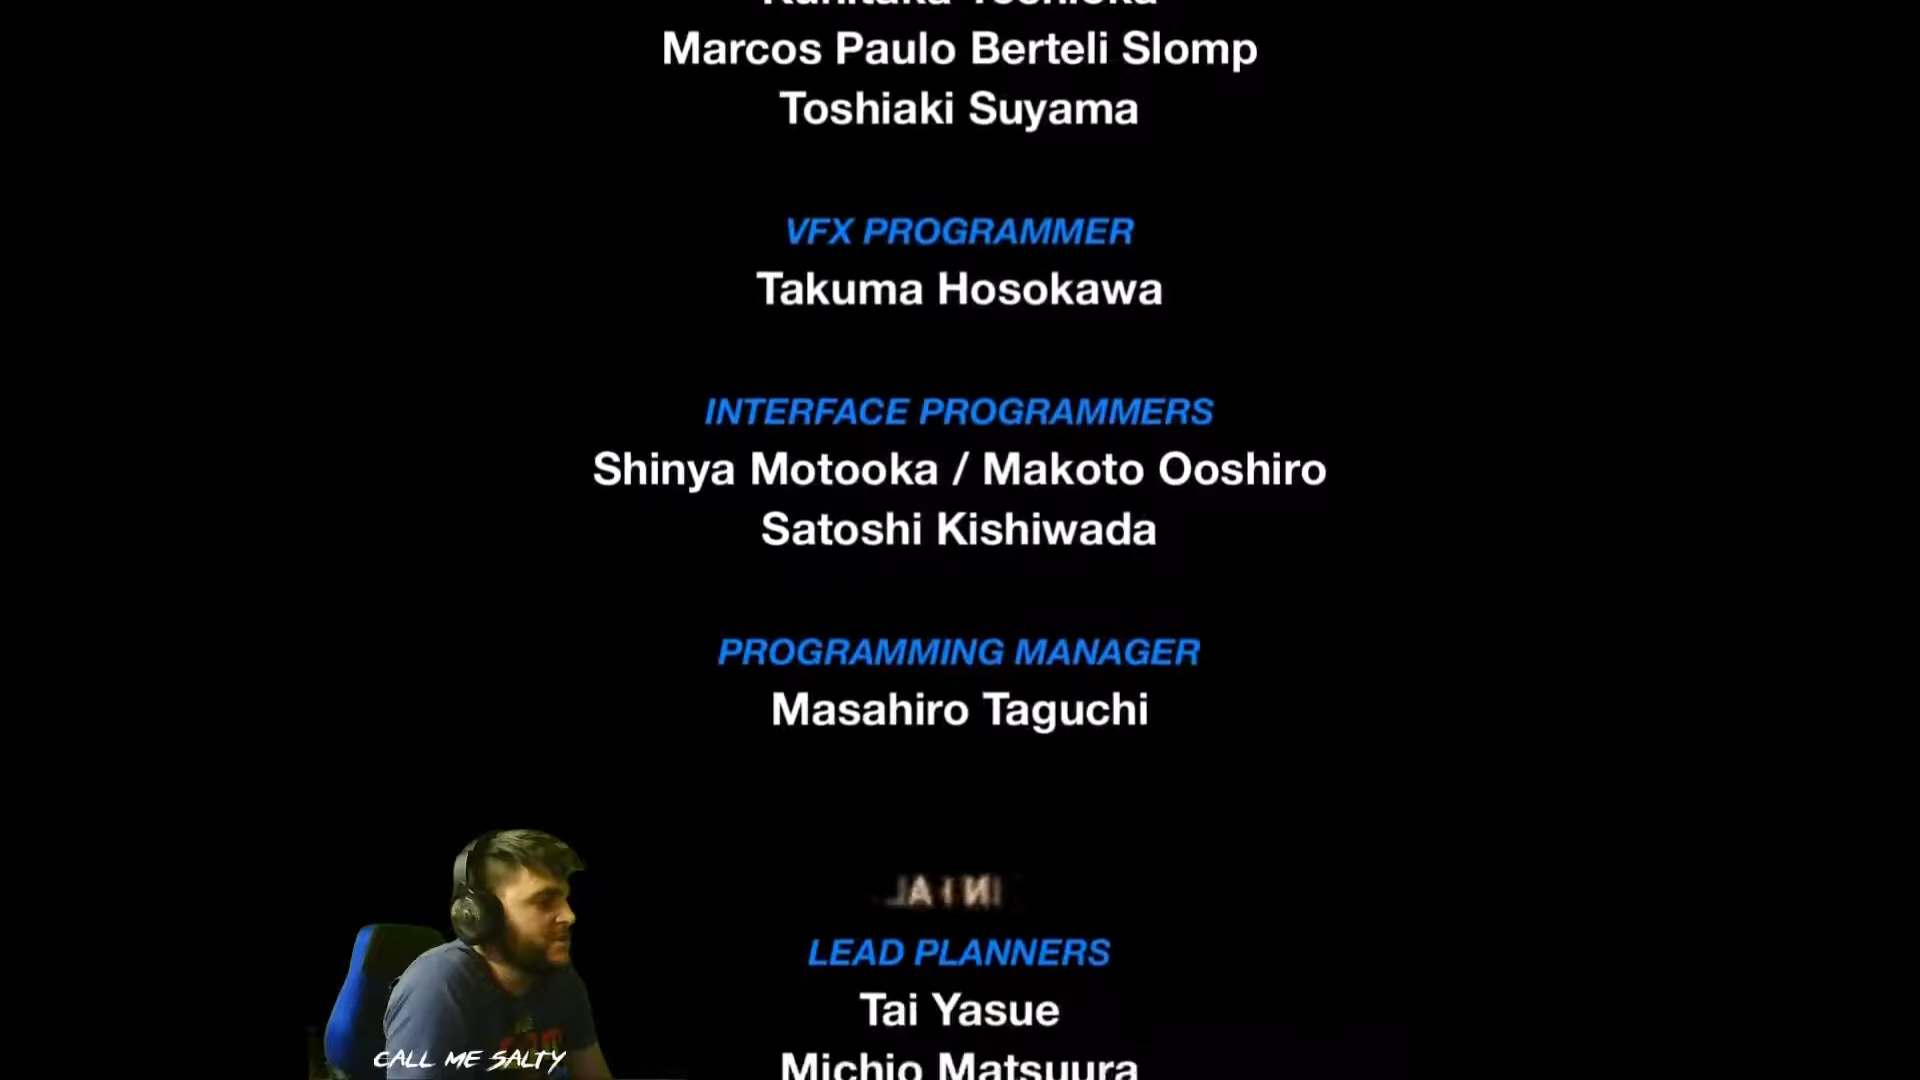 Marcos Paulo Berteli Slomp
Toshiaki Suyama
VFX PROGRAMMER
Takuma Hosokawa
INTERFACE PROGRAMMERS
Shinya Motooka / Makoto Ooshiro
Satoshi Kishiwada
PROGRAMMING MANAGER
Masahiro Taguchi
LEAD PLANNERS
Tai Yasue
Michio Matsuura
CALL ME SALTY